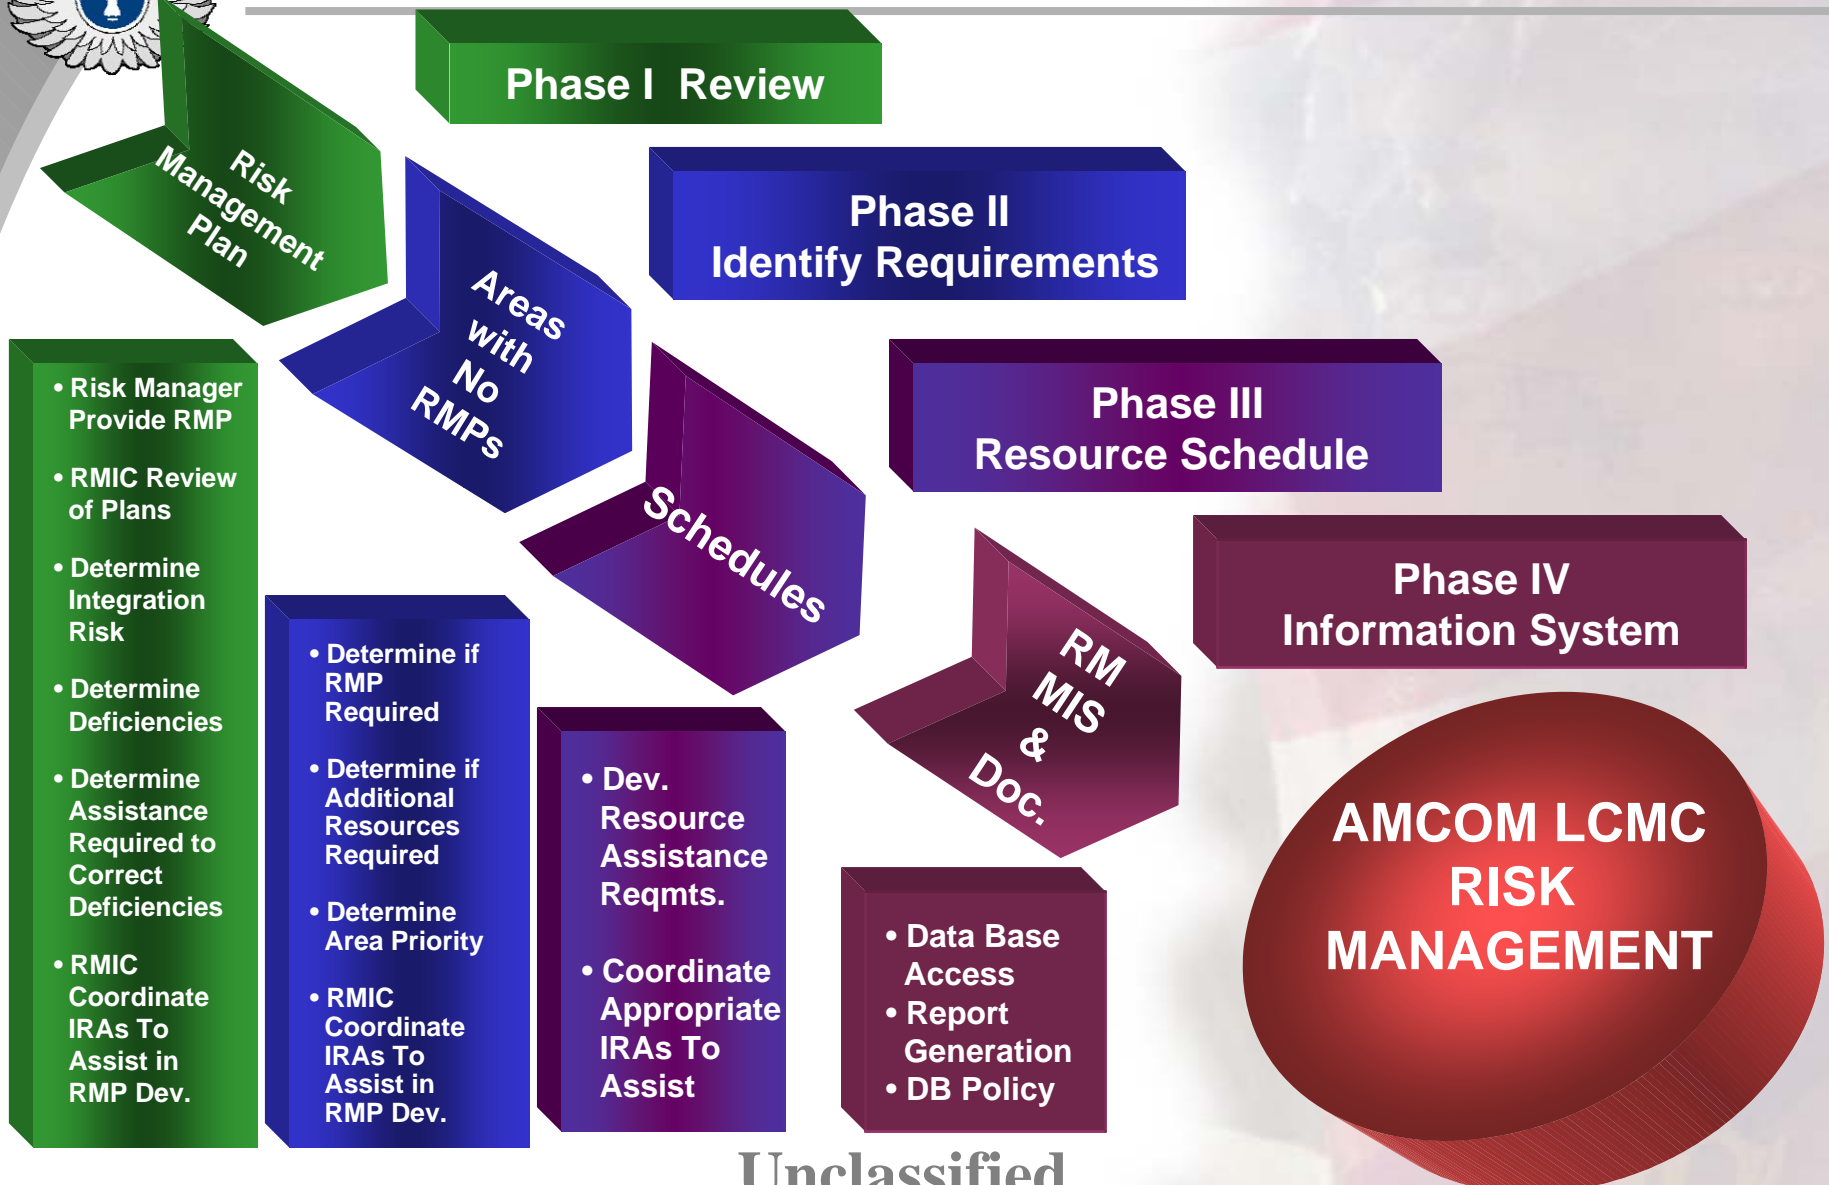 Phase I  Review
Risk
Management
Plan
Phase II
Identify Requirements
Areas
with
No
RMPs
Phase III
Resource Schedule
Schedules
Phase IV
Information System
RM
MIS
&
Doc.
• Risk Manager
Provide RMP
• RMIC Review
of Plans
• Determine
Integration
Risk
• Determine
Deficiencies
• Determine
Assistance
Required to
Correct
Deficiencies
• RMIC
Coordinate
IRAs To
Assist in
RMP Dev.
• Determine if
RMP
Required
• Determine if
Additional
Resources
Required
• Determine
Area Priority
• RMIC
Coordinate
IRAs To
Assist in
RMP Dev.
• Dev.
Resource
Assistance
Reqmts.
• Coordinate
Appropriate
IRAs To
Assist
• Data Base
Access
• Report
Generation
• DB Policy
AMCOM LCMC
RISK
MANAGEMENT
Unclassified